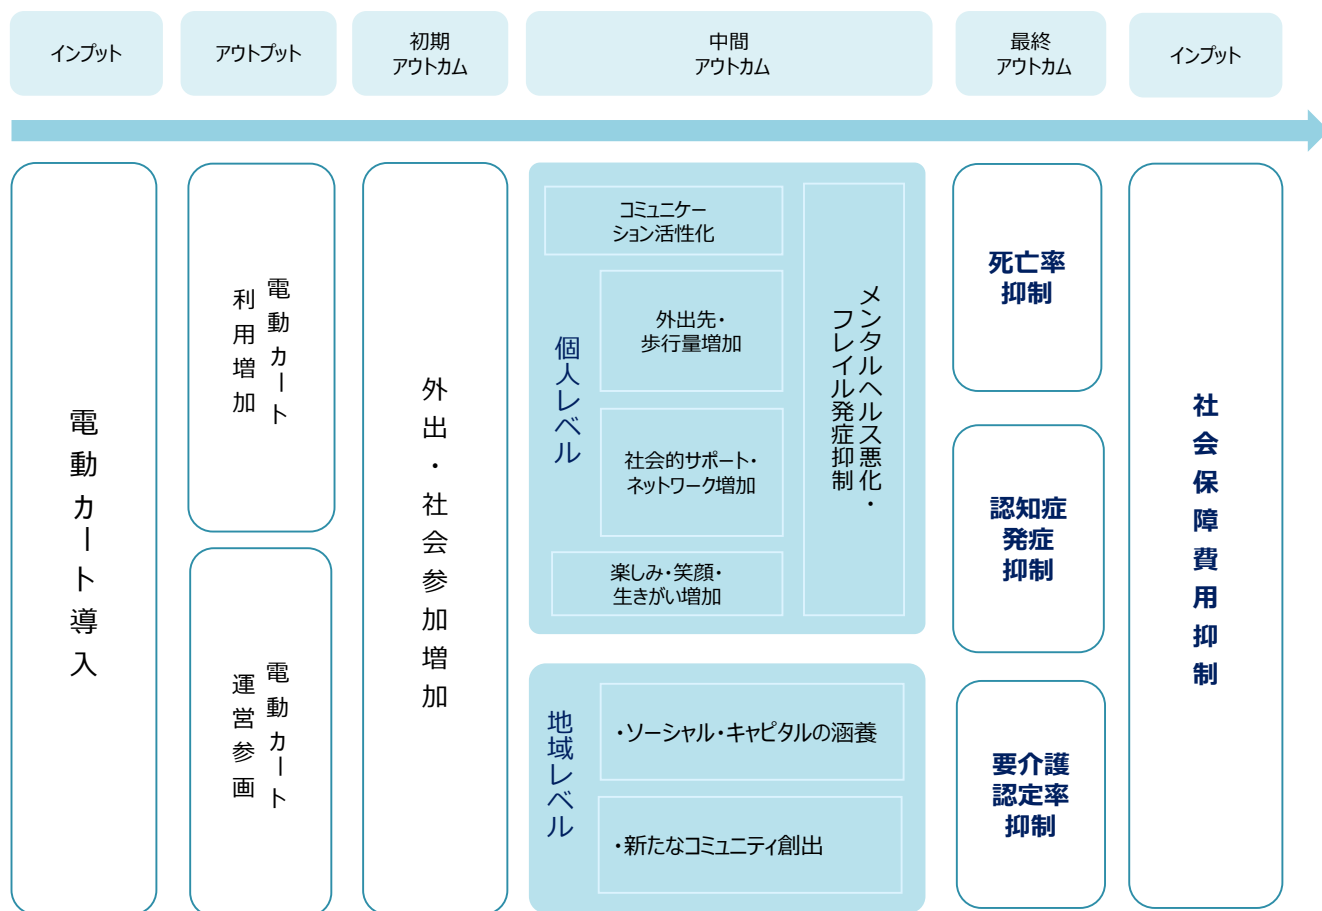 インプット
アウトプット
初期
アウトカム
中間
アウトカム
最終
アウトカム
インプット
電動カート導入
電動カート
利用増加
電動カート
運営参画
外出・社会参加増加
個人レベル
コミュニケー
ション活性化
外出先・
歩行量増加
社会的サポート・
ネットワーク増加
楽しみ・笑顔・
生きがい増加
メンタルヘルス悪化・
フレイル発症抑制
地域レベル
・ソーシャル・キャピタルの涵養
・新たなコミュニティ創出
死亡率
抑制
認知症
発症
抑制
要介護
認定率
抑制
社会保障費用抑制